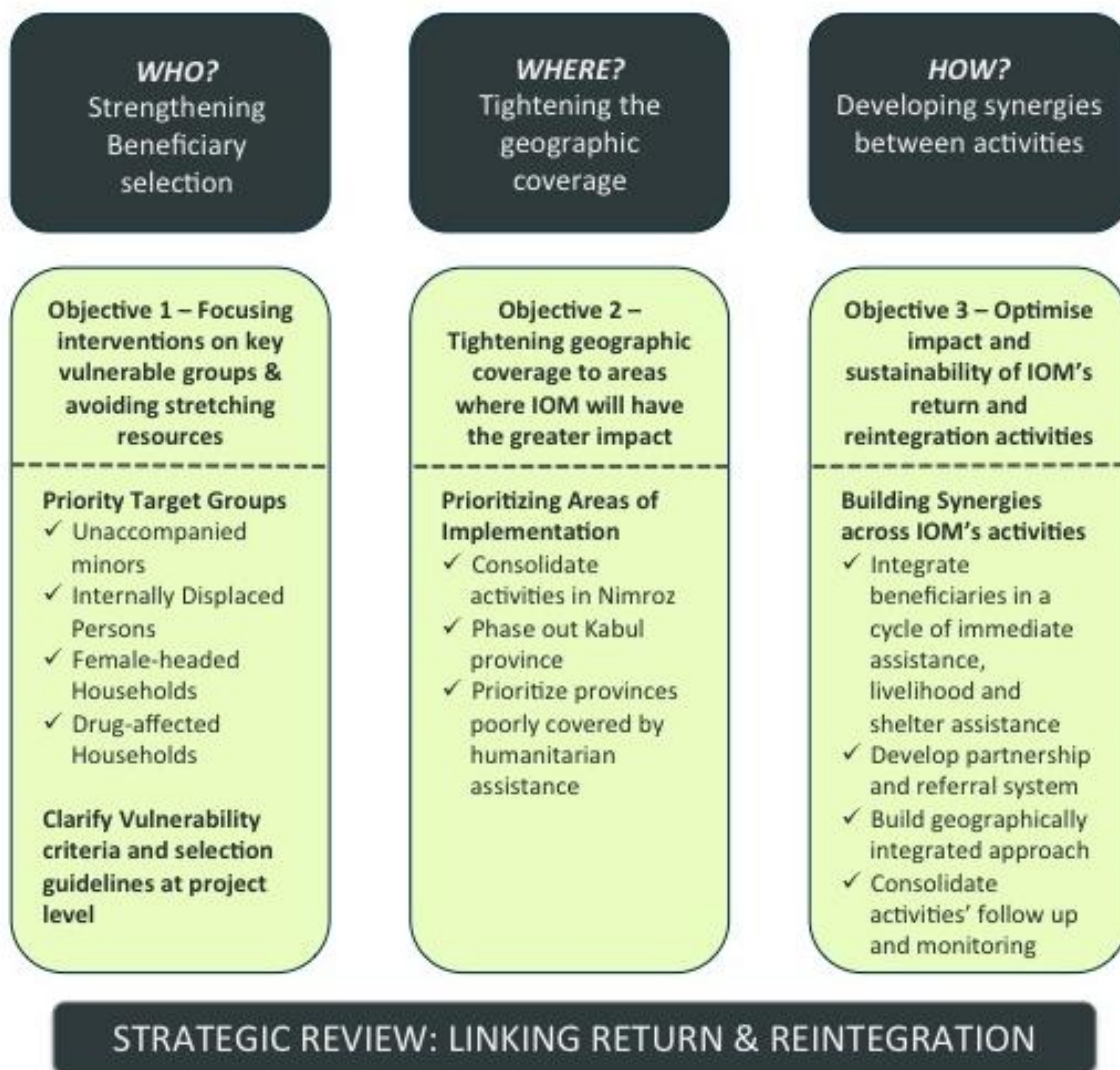 WHO?
Strengthening
Beneficiary
selection
WHERE?
Tightening the
geographic
coverage
HOW?
Developing synergies
between activities
Objective 1 – Focusing
interventions on key
vulnerable groups &
avoiding stretching
resources
Priority Target Groups
✓ Unaccompanied
minors
✓ Internally Displaced
Persons
✓ Female-headed
Households
✓ Drug-affected
Households
Clarify Vulnerability
criteria and selection
guidelines at project
level
Objective 2 –
Tightening geographic
coverage to areas
where IOM will have
the greater impact
Prioritizing Areas of
Implementation
✓ Consolidate
activities in Nimroz
✓ Phase out Kabul
province
✓ Prioritize provinces
poorly covered by
humanitarian
assistance
Objective 3 – Optimise
impact and
sustainability of IOM's
return and
reintegration activities
Building Synergies
across IOM's activities
✓ Integrate
beneficiaries in a
cycle of immediate
assistance,
livelihood and
shelter assistance
✓ Develop partnership
and referral system
✓ Build geographically
integrated approach
✓ Consolidate
activities' follow up
and monitoring
STRATEGIC REVIEW: LINKING RETURN & REINTEGRATION